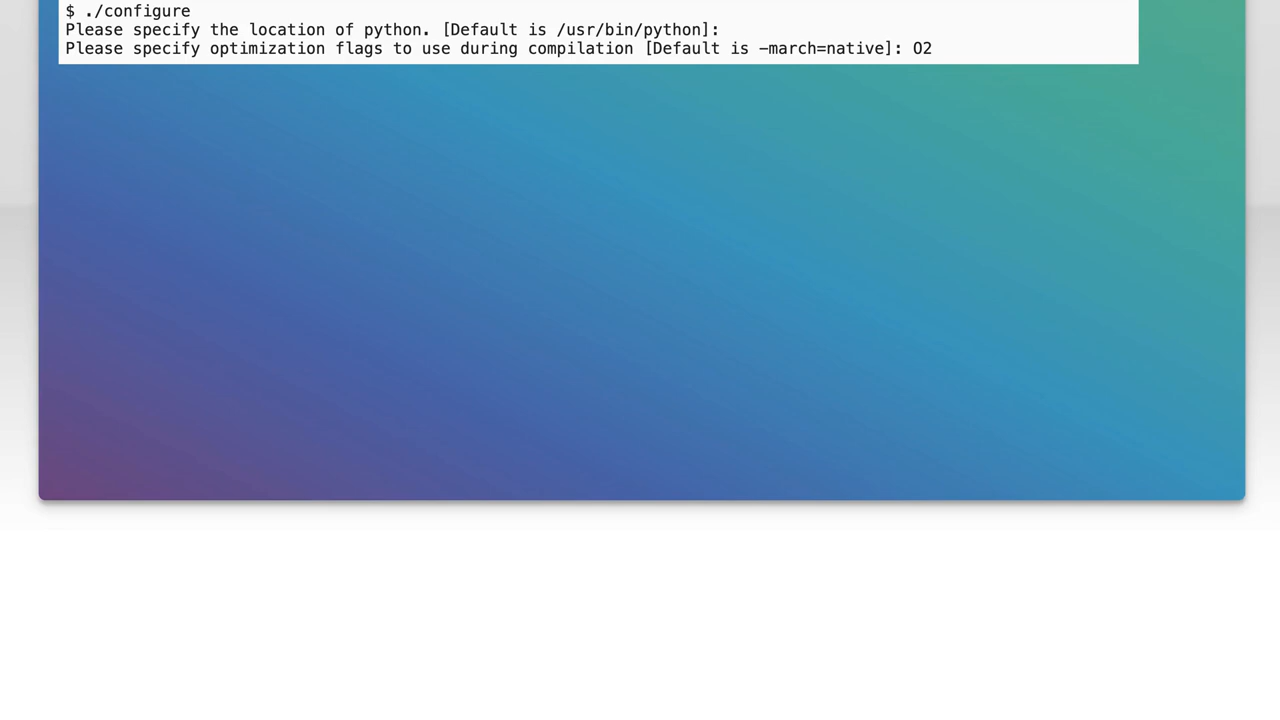 $ ./configure
Please specify the location of python. [Default is /usr/bin/python]:
Please specify optimization flags to use during compilation [Default is –march=native]: O2